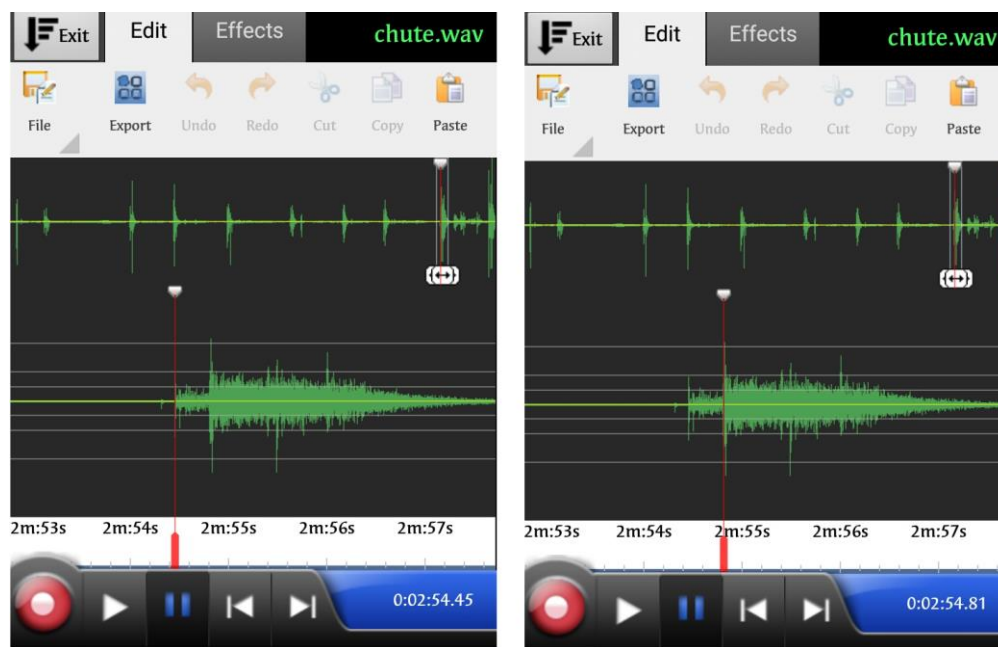 Exit Edit Effects chute.wav
File Export Undo Redo Cut Copy Paste
2m:53s 2m:54s 2m:55s 2m:56s 2m:57s
0:02:54.45
Exit Edit Effects chute.wav
File Export Undo Redo Cut Copy Paste
2m:53s 2m:54s 2m:55s 2m:56s 2m:57s
0:02:54.81